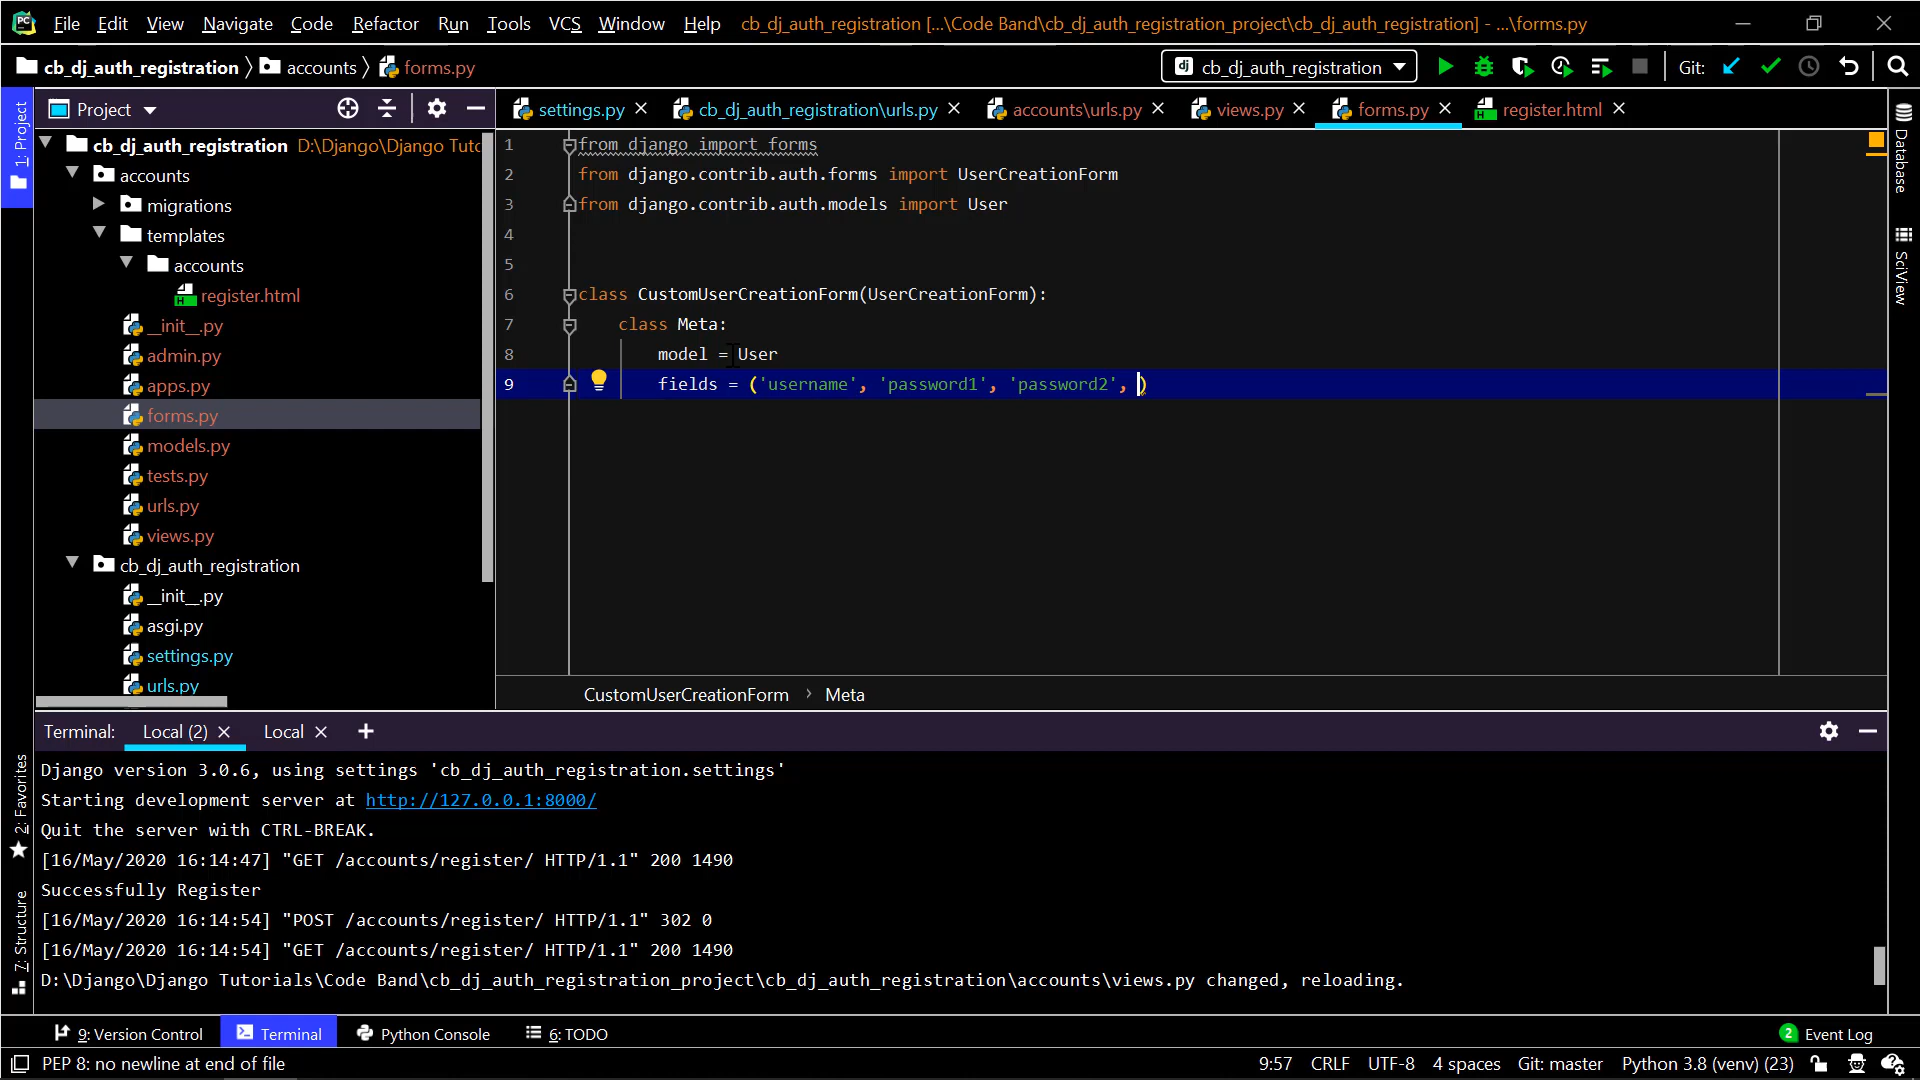 File Edit View Navigate Code Refactor Run Tools VCS Window Help cb_dj_auth_registration [...\Code Band\cb_dj_auth_registration_project\cb_dj_auth_registration] - ...\forms.py
cb_dj_auth_registration accounts forms.py cb_dj_auth_registration Git:
Project settings.py cb_dj_auth_registration\urls.py accounts\urls.py views.py forms.py register.html
1: Project
cb_dj_auth_registration D:\Django\Django Tuto
accounts
migrations
templates
accounts
register.html
__init__.py
admin.py
apps.py
forms.py
models.py
tests.py
urls.py
views.py
cb_dj_auth_registration
__init__.py
asgi.py
settings.py
urls.py
1 from django import forms
2 from django.contrib.auth.forms import UserCreationForm
3 from django.contrib.auth.models import User
4
5
6 class CustomUserCreationForm(UserCreationForm):
7 class Meta:
8 model = User
9 fields = ('username', 'password1', 'password2', )
CustomUserCreationForm › Meta
Database
SciView
Terminal: Local (2) Local
Django version 3.0.6, using settings 'cb_dj_auth_registration.settings'
Starting development server at http://127.0.0.1:8000/
Quit the server with CTRL-BREAK.
[16/May/2020 16:14:47] "GET /accounts/register/ HTTP/1.1" 200 1490
Successfully Register
[16/May/2020 16:14:54] "POST /accounts/register/ HTTP/1.1" 302 0
[16/May/2020 16:14:54] "GET /accounts/register/ HTTP/1.1" 200 1490
D:\Django\Django Tutorials\Code Band\cb_dj_auth_registration_project\cb_dj_auth_registration\accounts\views.py changed, reloading.
2: Favorites
7: Structure
9: Version Control Terminal Python Console 6: TODO 2 Event Log
PEP 8: no newline at end of file 9:57 CRLF UTF-8 4 spaces Git: master Python 3.8 (venv) (23)